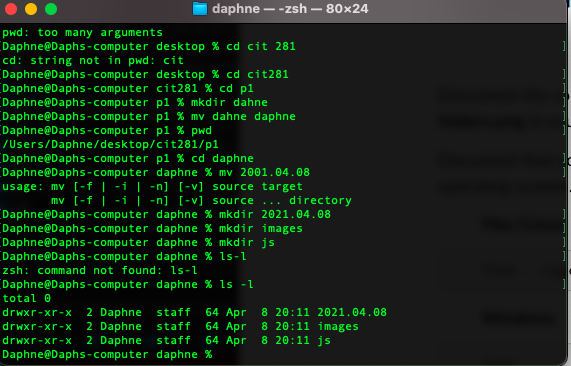 daphne — -zsh — 80×24
pwd: too many arguments
[Daphne@Daphs-computer desktop % cd cit 281 ]
cd: string not in pwd: cit
[Daphne@Daphs-computer desktop % cd cit281 ]
[Daphne@Daphs-computer cit281 % cd p1 ]
[Daphne@Daphs-computer p1 % mkdir dahne ]
[Daphne@Daphs-computer p1 % mv dahne daphne ]
[Daphne@Daphs-computer p1 % pwd ]
/Users/Daphne/desktop/cit281/p1
[Daphne@Daphs-computer p1 % cd daphne ]
[Daphne@Daphs-computer daphne % mv 2001.04.08 ]
usage: mv [-f | -i | -n] [-v] source target
       mv [-f | -i | -n] [-v] source ... directory
[Daphne@Daphs-computer daphne % mkdir 2021.04.08 ]
[Daphne@Daphs-computer daphne % mkdir images ]
[Daphne@Daphs-computer daphne % mkdir js ]
[Daphne@Daphs-computer daphne % ls-l ]
zsh: command not found: ls-l
[Daphne@Daphs-computer daphne % ls -l ]
total 0
drwxr-xr-x  2 Daphne  staff  64 Apr  8 20:11 2021.04.08
drwxr-xr-x  2 Daphne  staff  64 Apr  8 20:11 images
drwxr-xr-x  2 Daphne  staff  64 Apr  8 20:11 js
Daphne@Daphs-computer daphne %